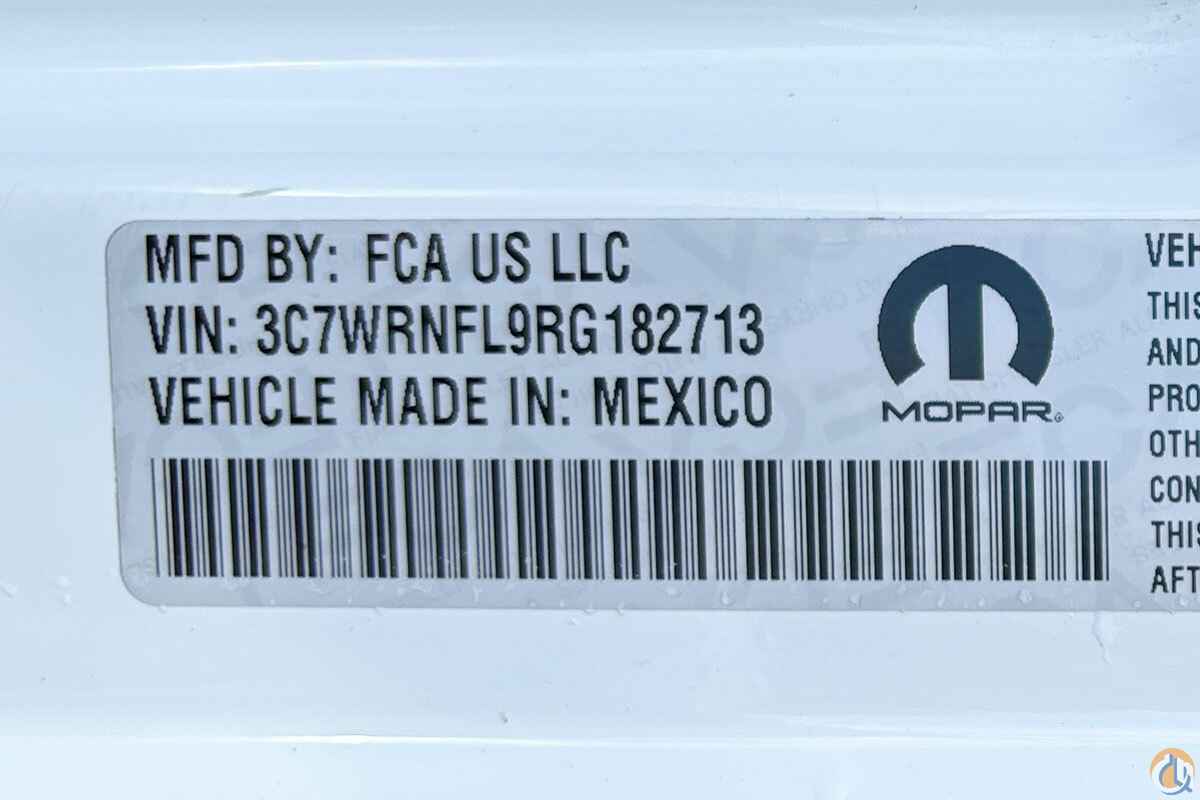 MFD BY: FCA US LLC
VIN: 3C7WRNFL9RG182713
VEHICLE MADE IN: MEXICO
MOPAR®
VEH
THIS
AND
PRO
OTH
CON
THIS
AFT